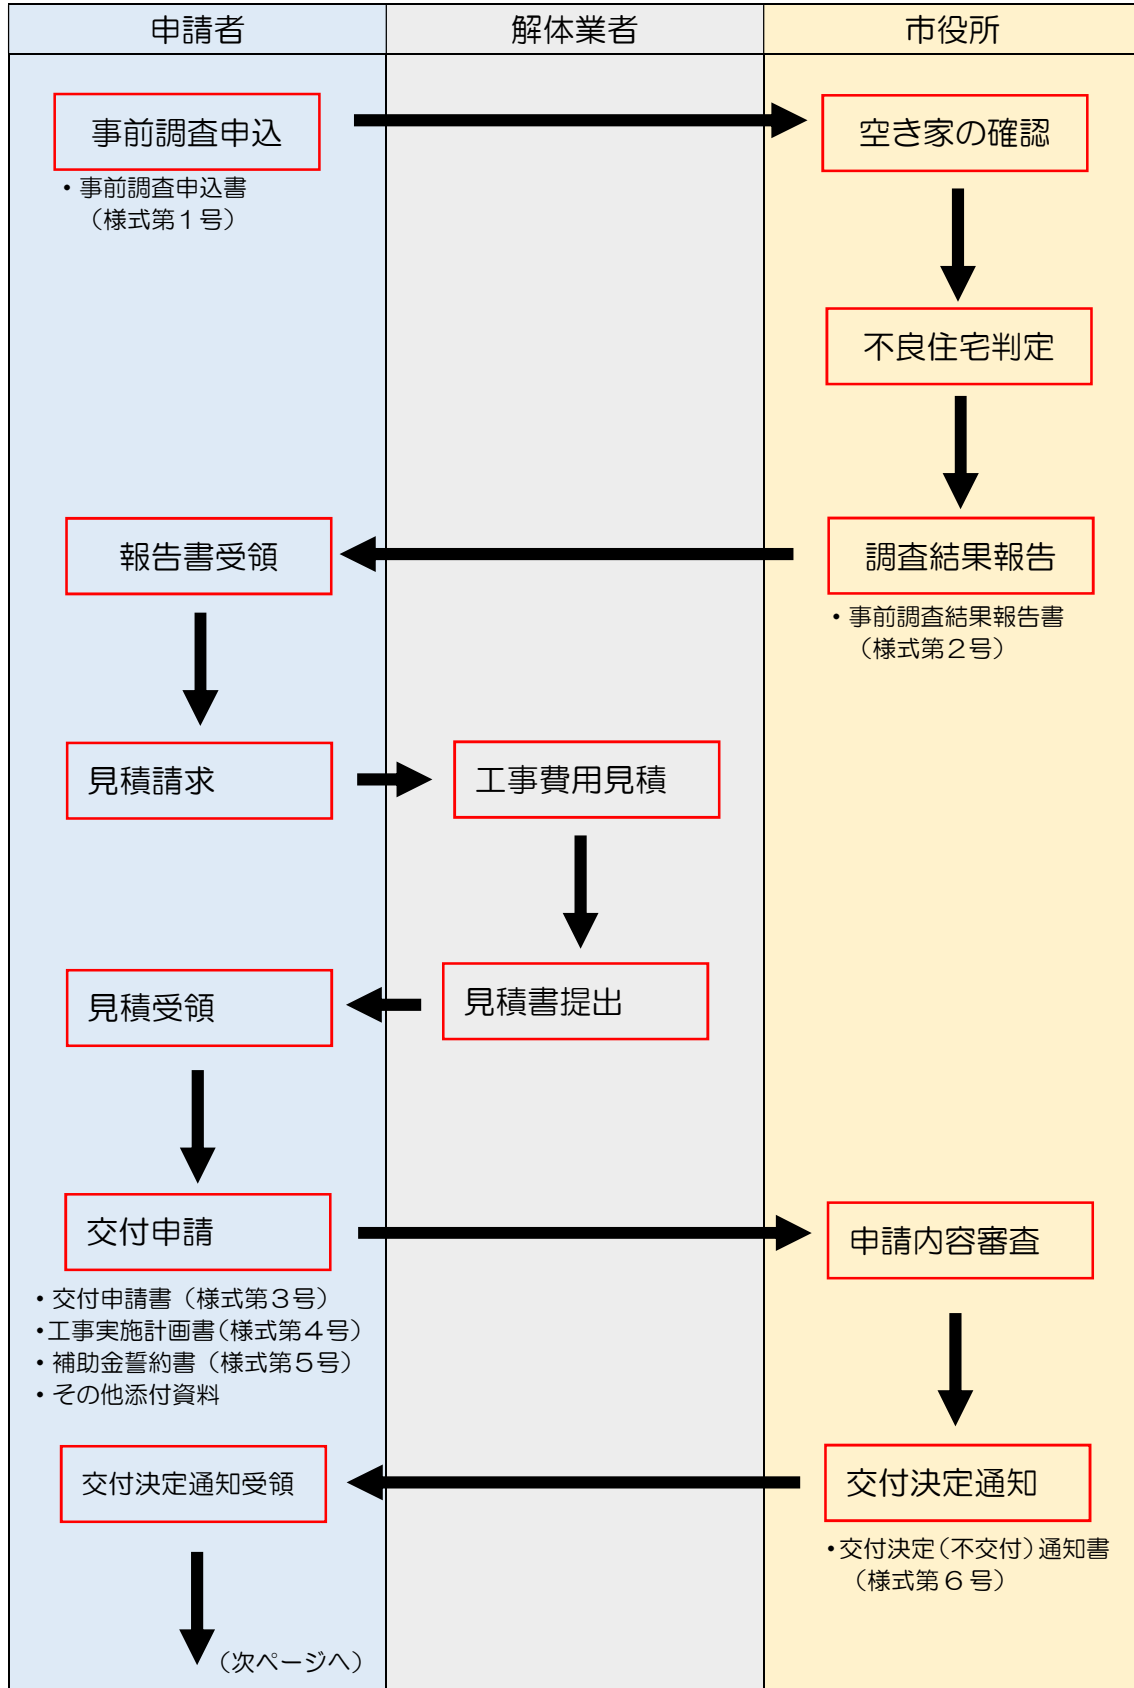 申請者
解体業者
市役所
事前調査申込
空き家の確認
・事前調査申込書
（様式第１号）
不良住宅判定
報告書受領
調査結果報告
・事前調査結果報告書
（様式第２号）
見積請求
工事費用見積
見積受領
見積書提出
交付申請
申請内容審査
・交付申請書（様式第３号）
・工事実施計画書（様式第４号）
・補助金誓約書（様式第５号）
・その他添付資料
交付決定通知受領
交付決定通知
・交付決定（不交付）通知書
（様式第６号）
（次ページへ）